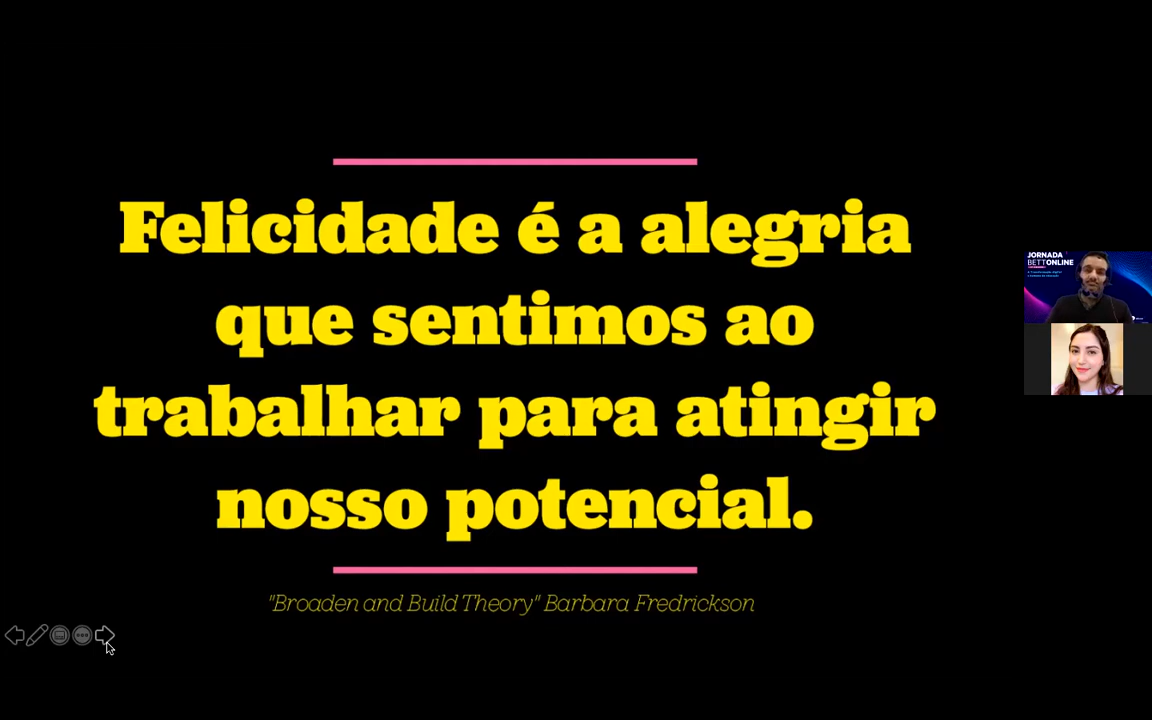 Felicidade é a alegria
que sentimos ao
trabalhar para atingir
nosso potencial.
"Broaden and Build Theory" Barbara Fredrickson
JORNADA
BETTONLINE